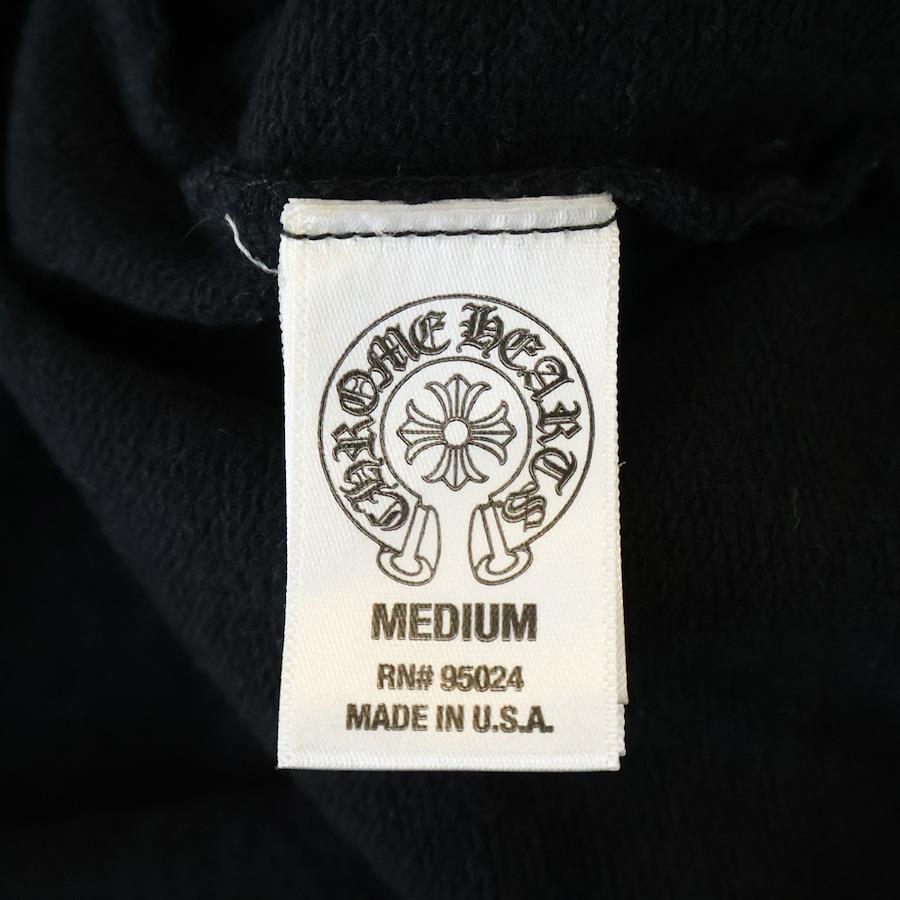 CHROME HEARTS
MEDIUM
RN# 95024
MADE IN U.S.A.